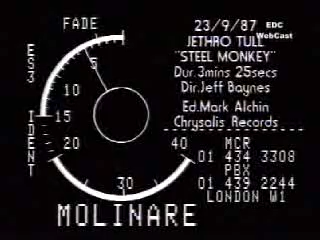 FADE
23/9/87 EDC
WebCast
JETHRO TULL
"STEEL MONKEY"
Dur.3mins 25secs
Dir.Jeff Baynes
Ed.Mark Alchin
Chrysalis Records
ES3 IDENT
5
10
15
20
30
40
MCR
01 434 3308
PBX
01 439 2244
LONDON W1
MOLINARE